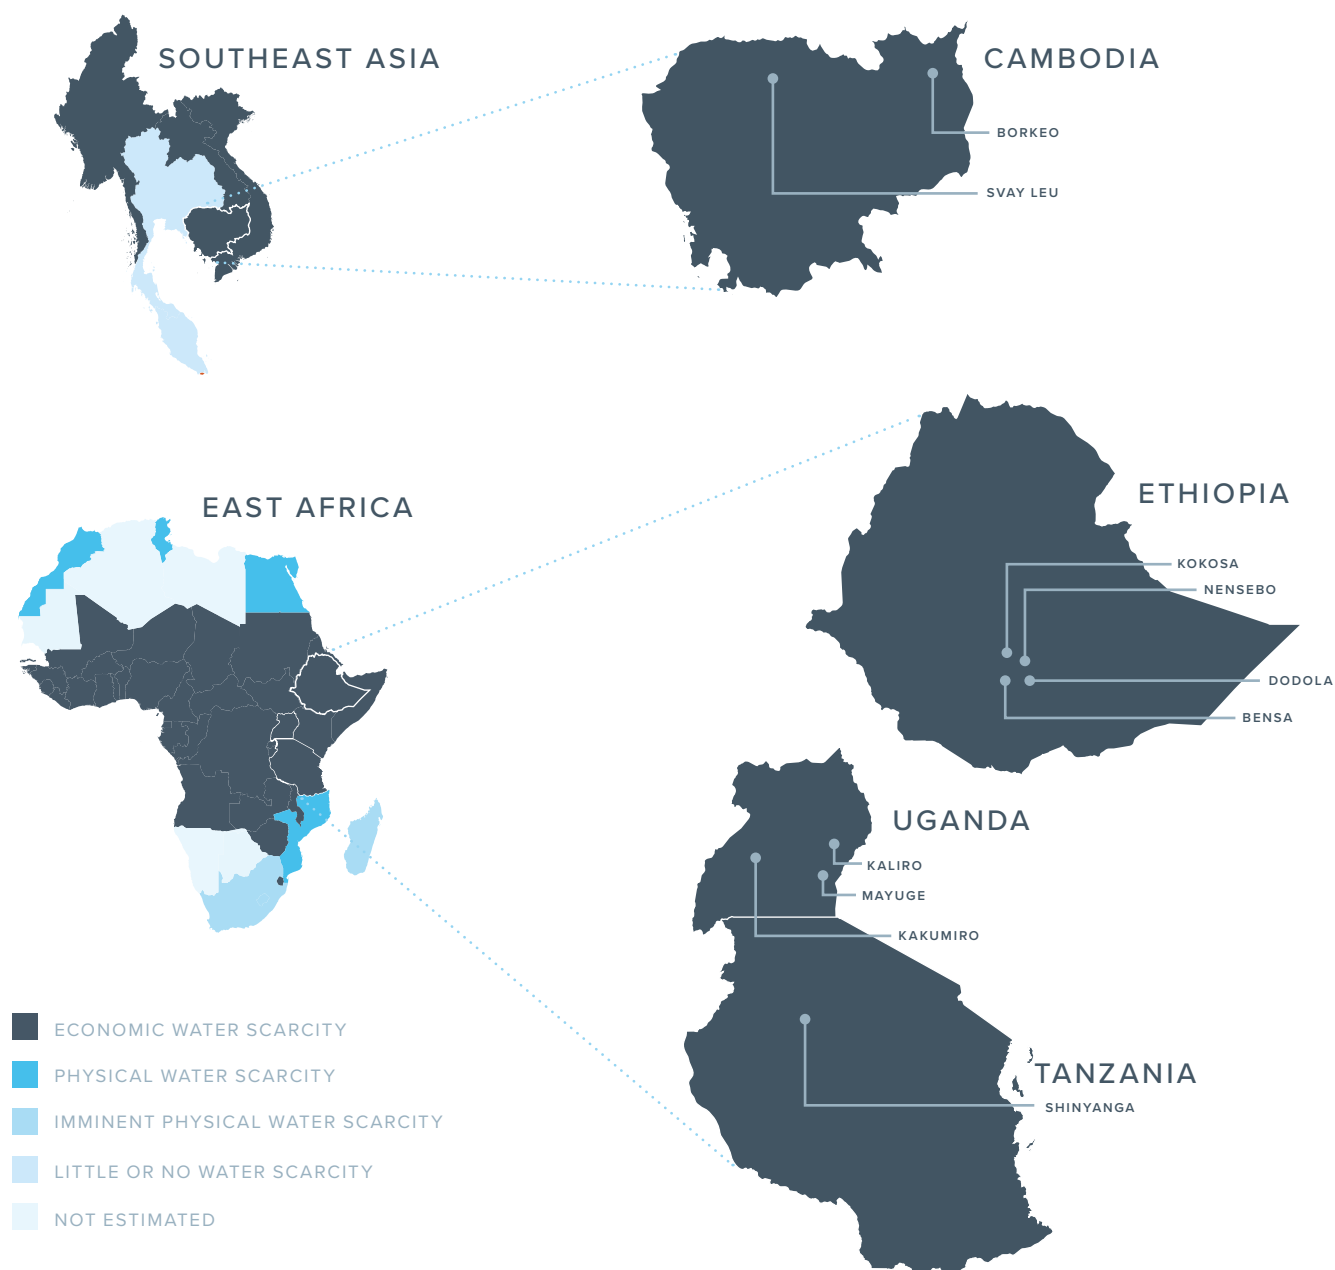 SOUTHEAST ASIA
CAMBODIA
BORKEO
SVAY LEU
EAST AFRICA
ETHIOPIA
KOKOSA
NENSEBO
DODOLA
BENSA
UGANDA
KALIRO
MAYUGE
KAKUMIRO
TANZANIA
SHINYANGA
ECONOMIC WATER SCARCITY
PHYSICAL WATER SCARCITY
IMMINENT PHYSICAL WATER SCARCITY
LITTLE OR NO WATER SCARCITY
NOT ESTIMATED